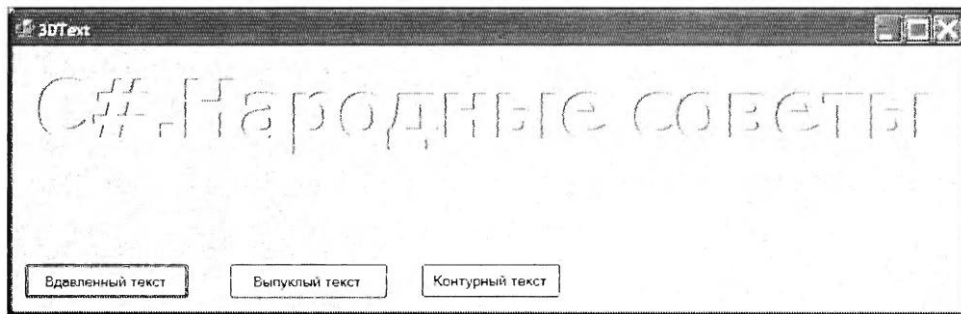 3DText
C#.Народные советы
Вдавленный текст Выпуклый текст Контурный текст